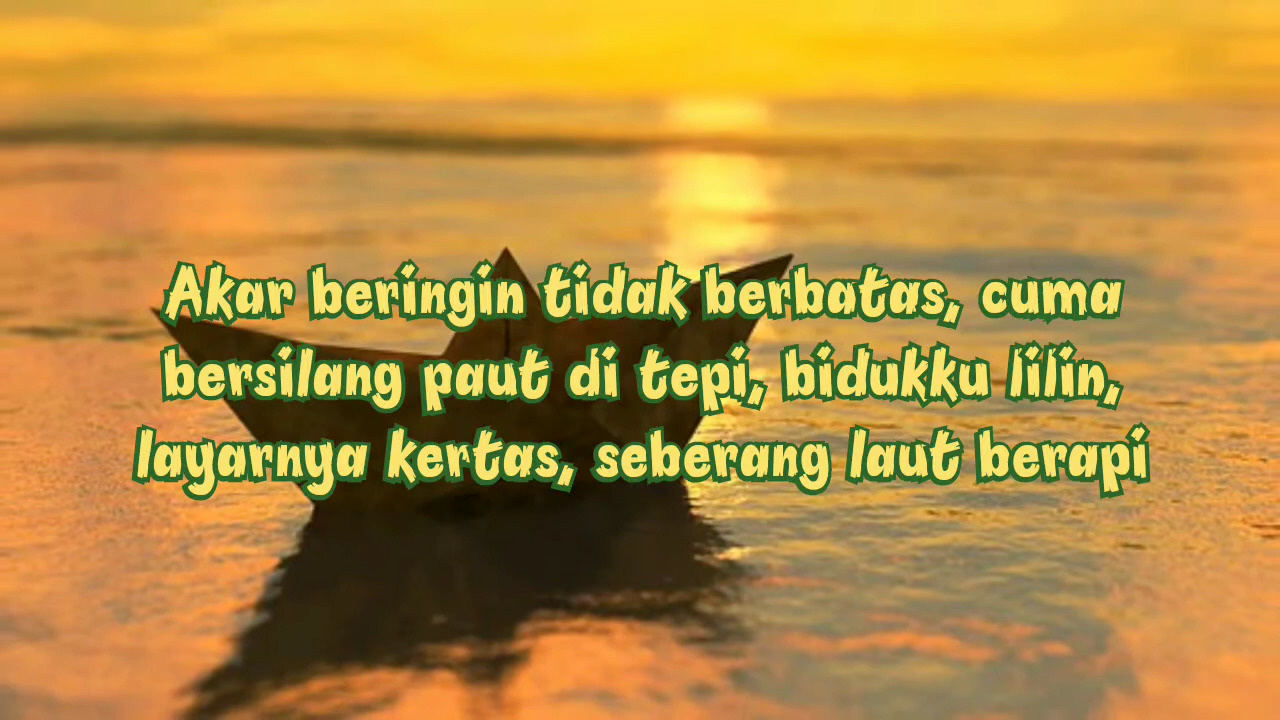 Akar beringin tidak berbatas, cuma
bersilang paut di tepi, bidukku lilin,
layarnya kertas, seberang laut berapi